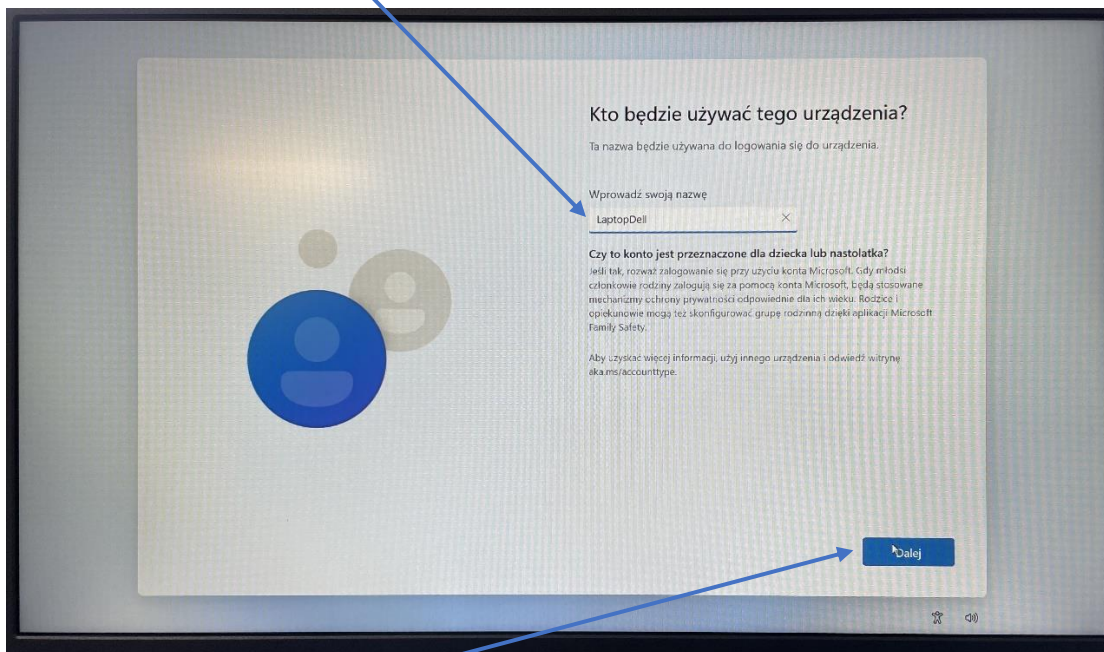 Kto będzie używać tego urządzenia?
Ta nazwa będzie używana do logowania się do urządzenia.
Wprowadź swoją nazwę
LaptopDell
Czy to konto jest przeznaczone dla dziecka lub nastolatka?
Jeśli tak, rozważ zalogowanie się przy użyciu konta Microsoft. Gdy młodsi
członkowie rodziny zalogują się za pomocą konta Microsoft, będą stosowane
mechanizmy ochrony prywatności odpowiednie dla ich wieku. Rodzice i
opiekunowie mogą też skonfigurować grupę rodzinną dzięki aplikacji Microsoft
Family Safety.
Aby uzyskać więcej informacji, użyj innego urządzenia i odwiedź witrynę
aka.ms/accounttype.
Dalej